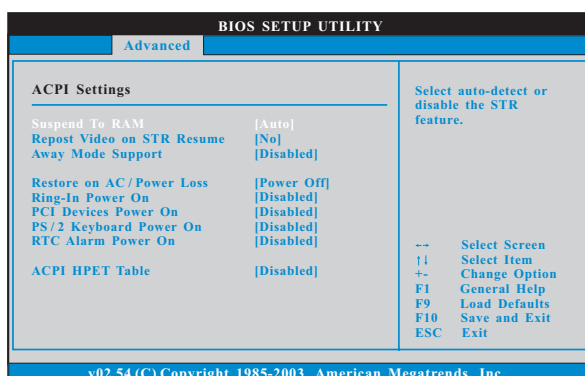 BIOS SETUP UTILITY
Advanced
ACPI Settings
Suspend To RAM [Auto]
Repost Video on STR Resume [No]
Away Mode Support [Disabled]
Restore on AC / Power Loss [Power Off]
Ring-In Power On [Disabled]
PCI Devices Power On [Disabled]
PS / 2 Keyboard Power On [Disabled]
RTC Alarm Power On [Disabled]
ACPI HPET Table [Disabled]
Select auto-detect or
disable the STR
feature.
←→ Select Screen
↑↓ Select Item
+- Change Option
F1 General Help
F9 Load Defaults
F10 Save and Exit
ESC Exit
v02.54 (C) Copyright 1985-2003, American Megatrends, Inc.